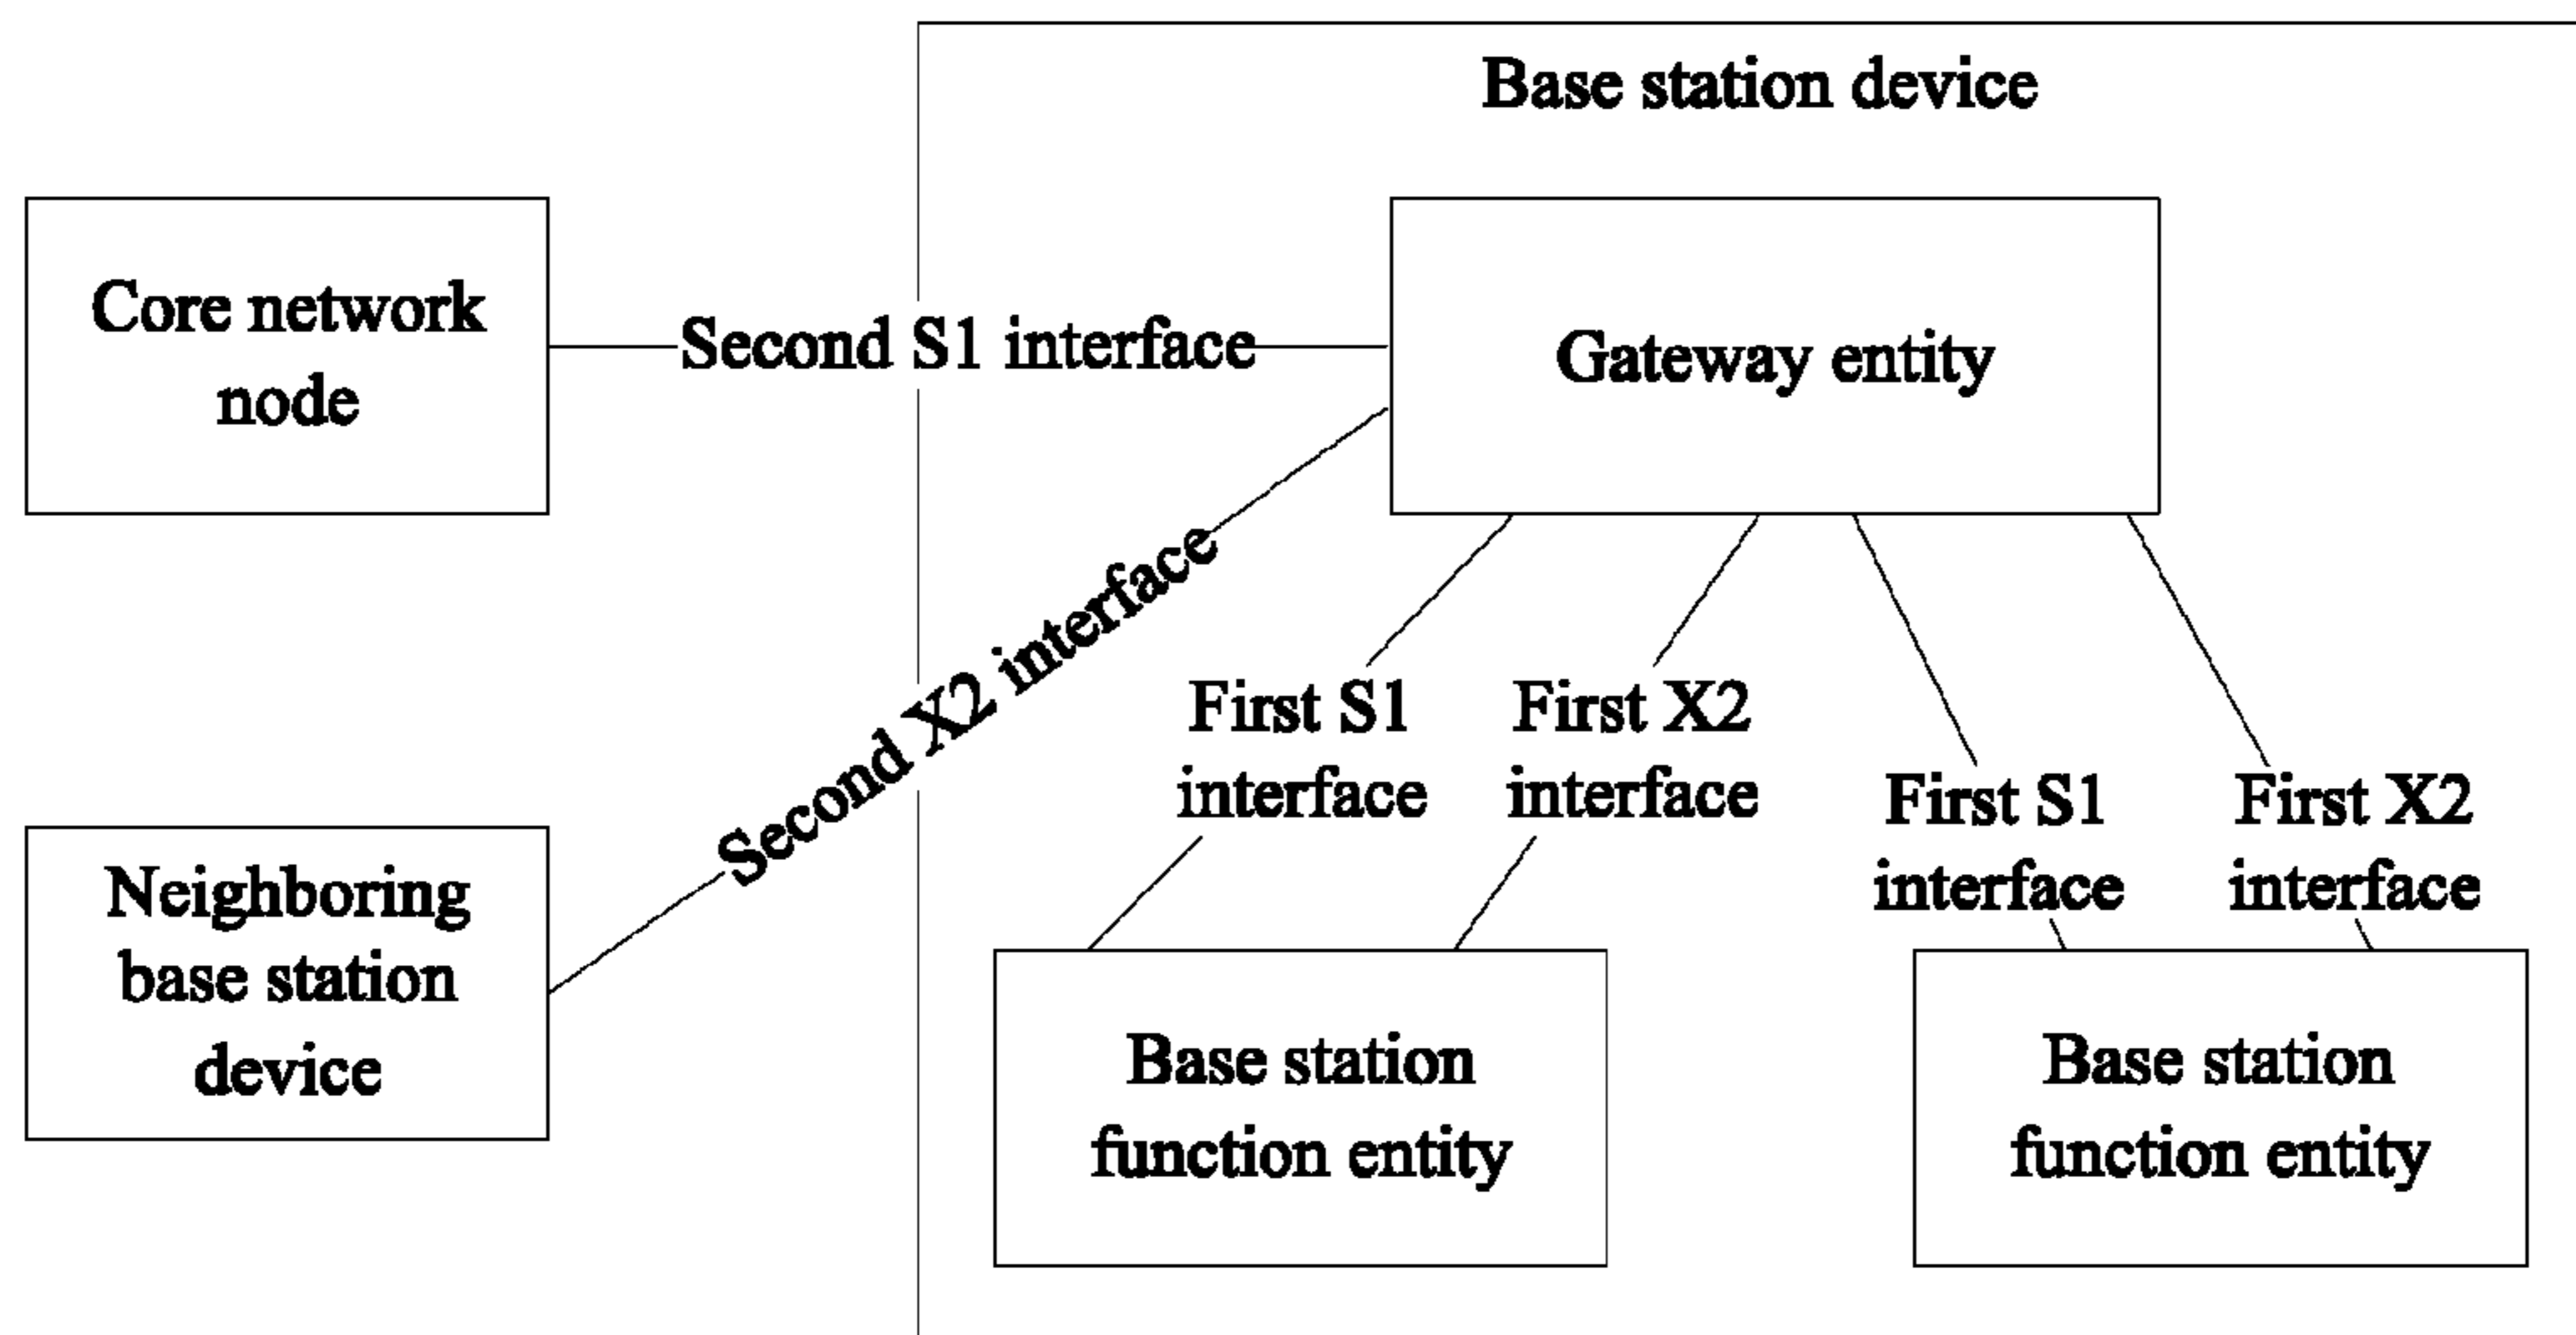 Base station device
Core network
node
Second S1 interface
Gateway entity
Second X2 interface
First S1
interface
First X2
interface
First S1
interface
First X2
interface
Neighboring
base station
device
Base station
function entity
Base station
function entity